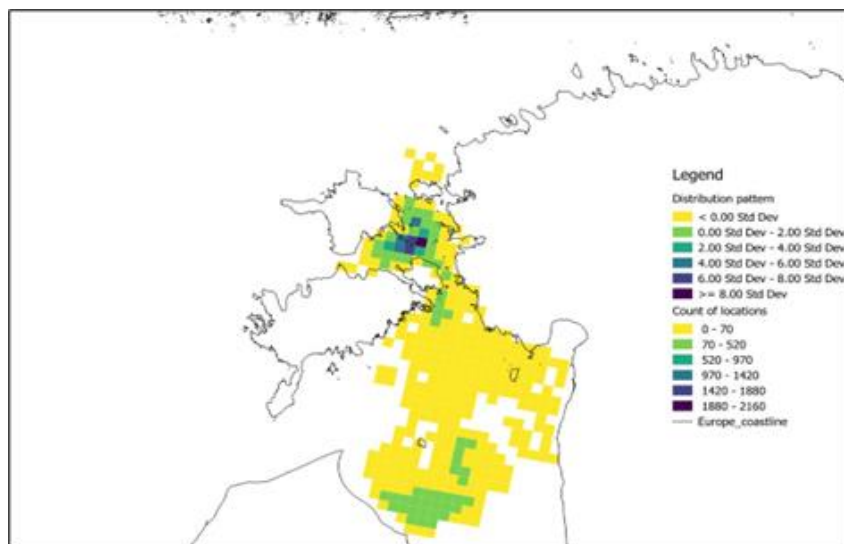 Legend
Distribution pattern
< 0.00 Std Dev
0.00 Std Dev - 2.00 Std Dev
2.00 Std Dev - 4.00 Std Dev
4.00 Std Dev - 6.00 Std Dev
6.00 Std Dev - 8.00 Std Dev
>= 8.00 Std Dev
Count of locations
0 - 70
70 - 520
520 - 970
970 - 1420
1420 - 1880
1880 - 2160
Europe_coastline